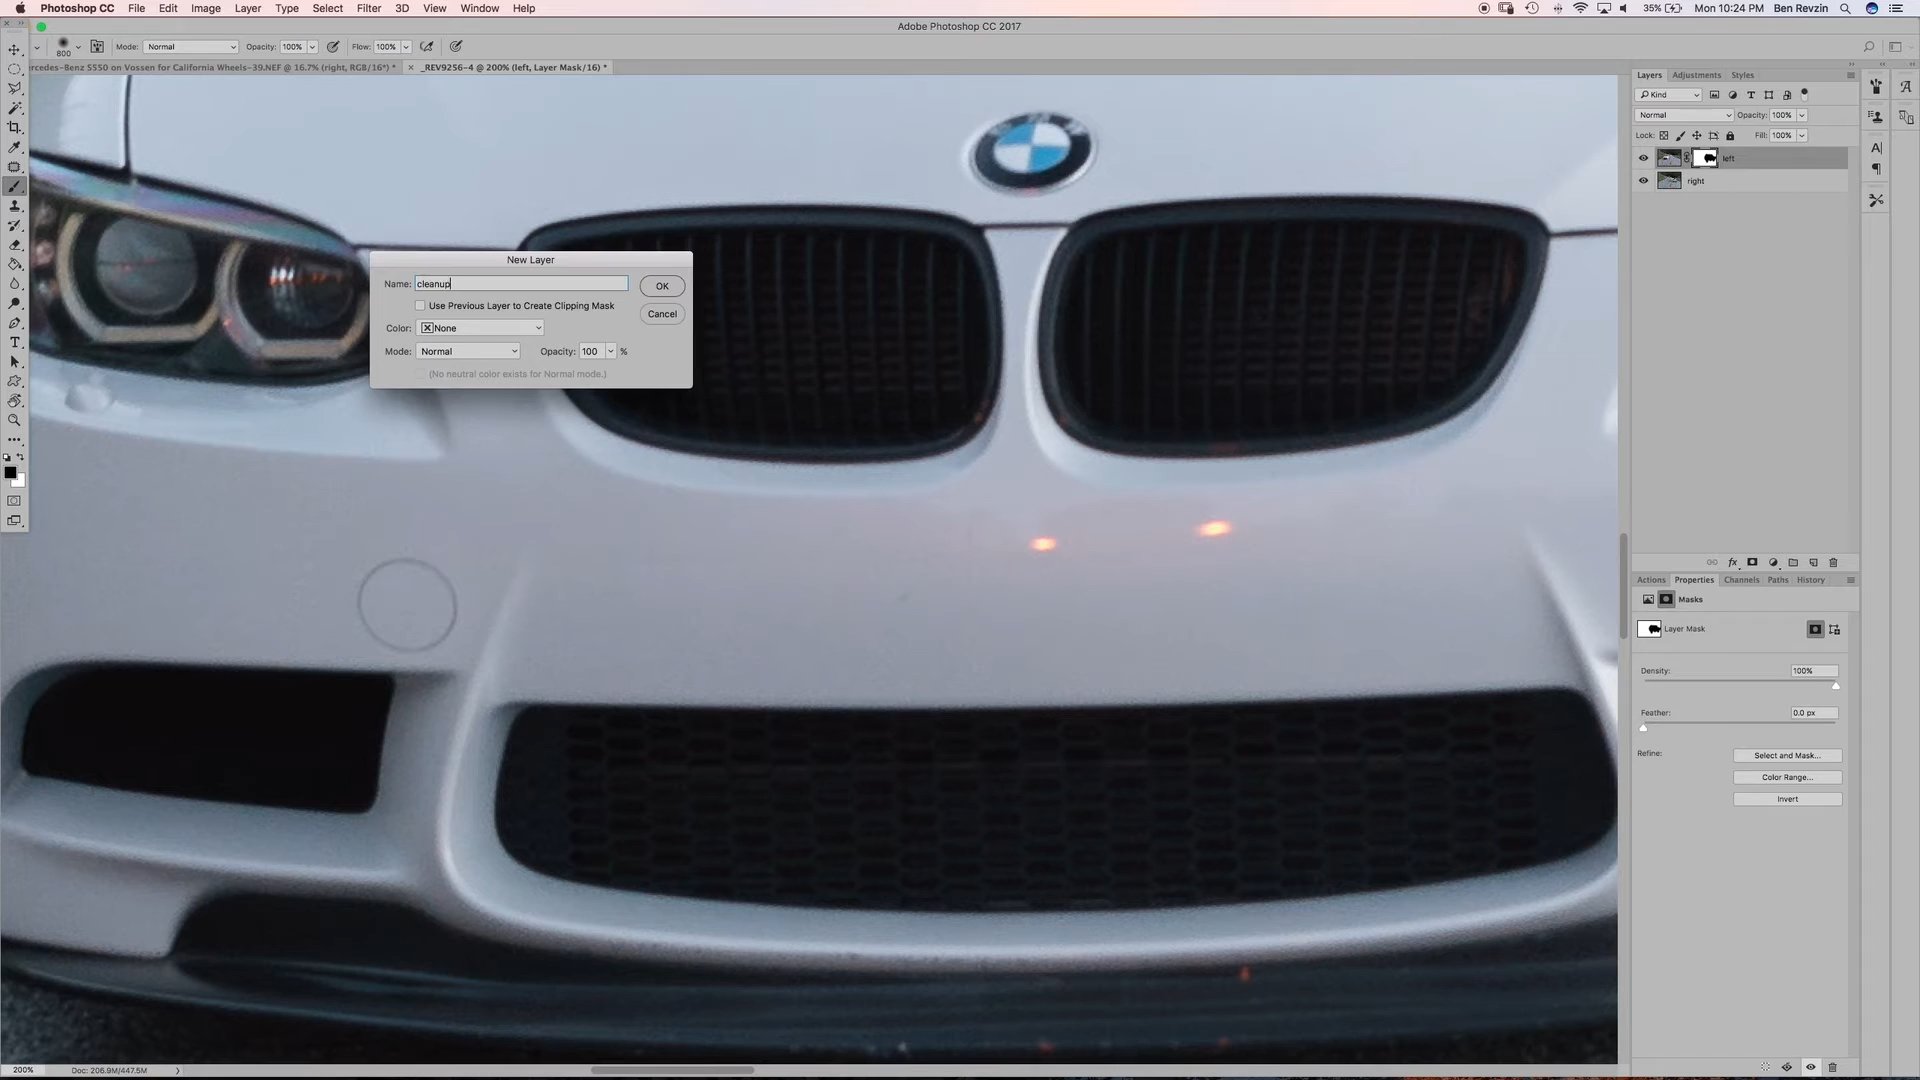 Photoshop CC File Edit Image Layer Type Select Filter 3D View Window Help 35% Mon 10:24 PM Ben Revzin
Adobe Photoshop CC 2017
800 Mode: Normal Opacity: 100% Flow: 100%
rcedes-Benz S550 on Vossen for California Wheels-39.NEF @ 16.7% (right, RGB/16*) * × _REV9256-4 @ 200% (left, Layer Mask/16) *
Layers Adjustments Styles
Kind
Normal Opacity: 100%
Lock: Fill: 100%
left
right
New Layer
Name: cleanup OK
Use Previous Layer to Create Clipping Mask
Cancel
Color: None
Mode: Normal Opacity: 100 %
(No neutral color exists for Normal mode.)
Actions Properties Channels Paths History
Masks
Layer Mask
Density: 100%
Feather: 0.0 px
Refine: Select and Mask...
Color Range...
Invert
200% Doc: 206.9M/447.5M